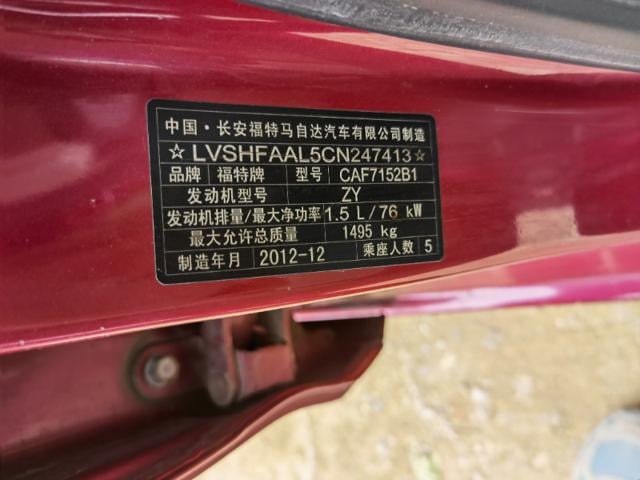 中国·长安福特马自达汽车有限公司制造
☆LVSHFAAL5CN247413☆
品牌 福特牌 型号 CAF7152B1
发动机型号 ZY
发动机排量/最大净功率 1.5 L/76 kW
最大允许总质量 1495 kg
制造年月 2012-12 乘座人数 5